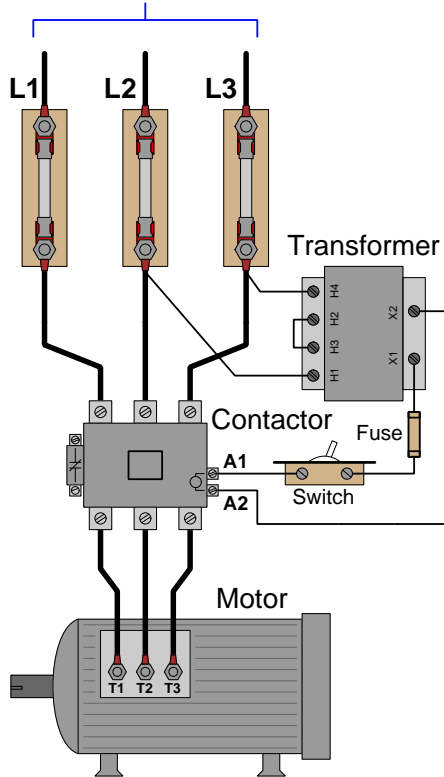 L1 L2 L3
Transformer
H4
H2
H3
H1
X2
X1
Contactor
Fuse
A1
Switch
A2
Motor
T1 T2 T3